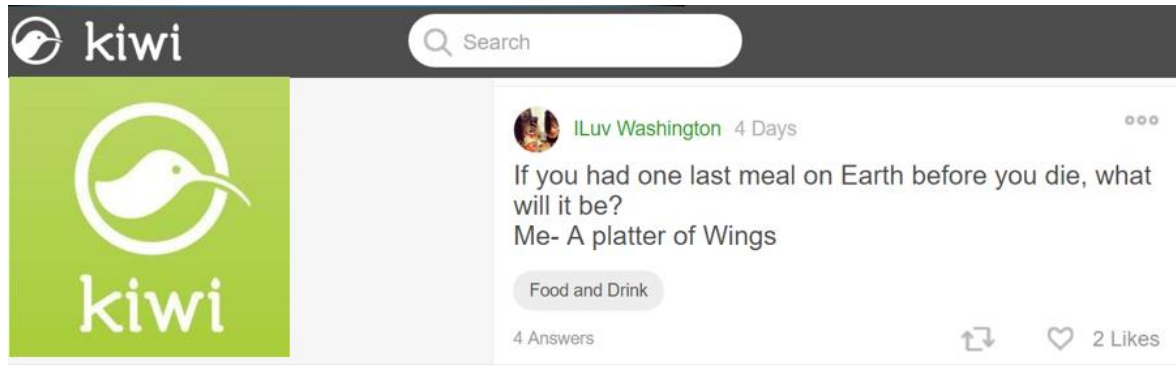 kiwi
Search
kiwi
ILuv Washington 4 Days
If you had one last meal on Earth before you die, what
will it be?
Me- A platter of Wings
Food and Drink
4 Answers
2 Likes